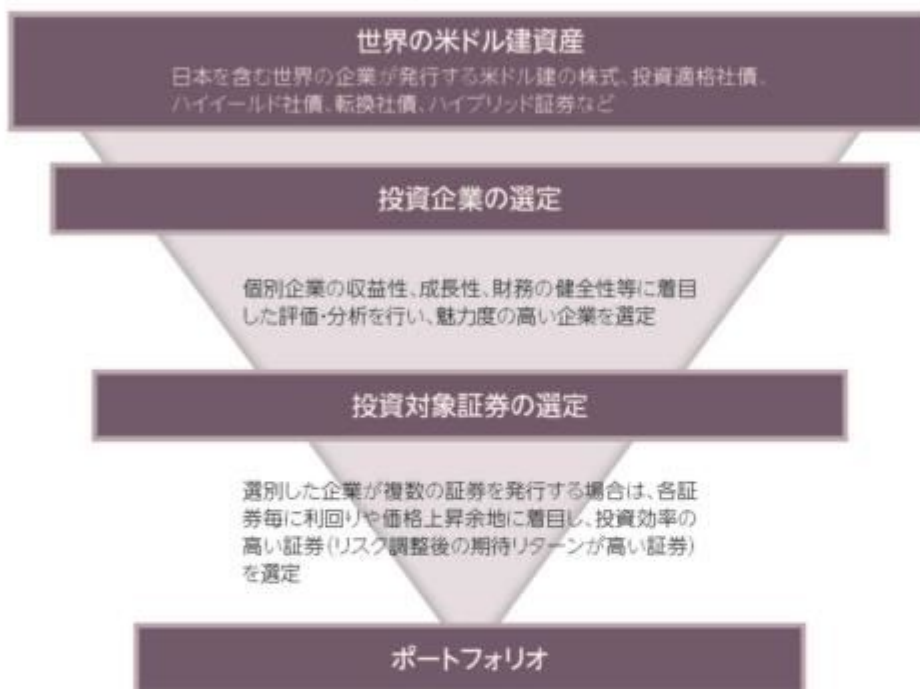 世界の米ドル建資産
日本を含む世界の企業が発行する米ドル建の株式、投資適格社債、
ハイイールド社債、転換社債、ハイブリッド証券など
投資企業の選定
個別企業の収益性、成長性、財務の健全性等に着目
した評価・分析を行い、魅力度の高い企業を選定
投資対象証券の選定
選別した企業が複数の証券を発行する場合は、各証
券毎に利回りや価格上昇余地に着目し、投資効率の
高い証券(リスク調整後の期待リターンが高い証券)
を選定
ポートフォリオ